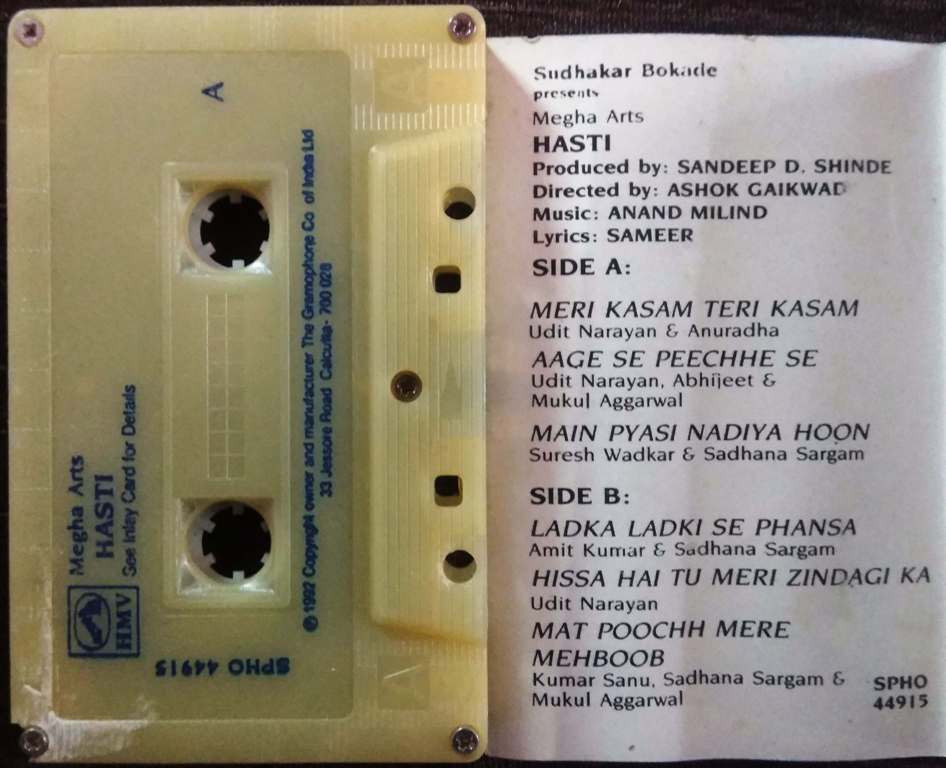 A
Megha Arts
HASTI
See Inlay Card for Details
HMV
℗ 1992 Copyright owner and manufacturer The Gramophone Co of India Ltd
33 Jessore Road Calcutta- 700 028
SPHO 44915
Sudhakar Bokade
presents
Megha Arts
HASTI
Produced by: SANDEEP D. SHINDE
Directed by: ASHOK GAIKWAD
Music: ANAND MILIND
Lyrics: SAMEER
SIDE A:
MERI KASAM TERI KASAM
Udit Narayan & Anuradha
AAGE SE PEECHHE SE
Udit Narayan, Abhijeet &
Mukul Aggarwal
MAIN PYASI NADIYA HOON
Suresh Wadkar & Sadhana Sargam
SIDE B:
LADKA LADKI SE PHANSA
Amit Kumar & Sadhana Sargam
HISSA HAI TU MERI ZINDAGI KA
Udit Narayan
MAT POOCHH MERE
MEHBOOB
Kumar Sanu, Sadhana Sargam &
Mukul Aggarwal
SPHO
44915